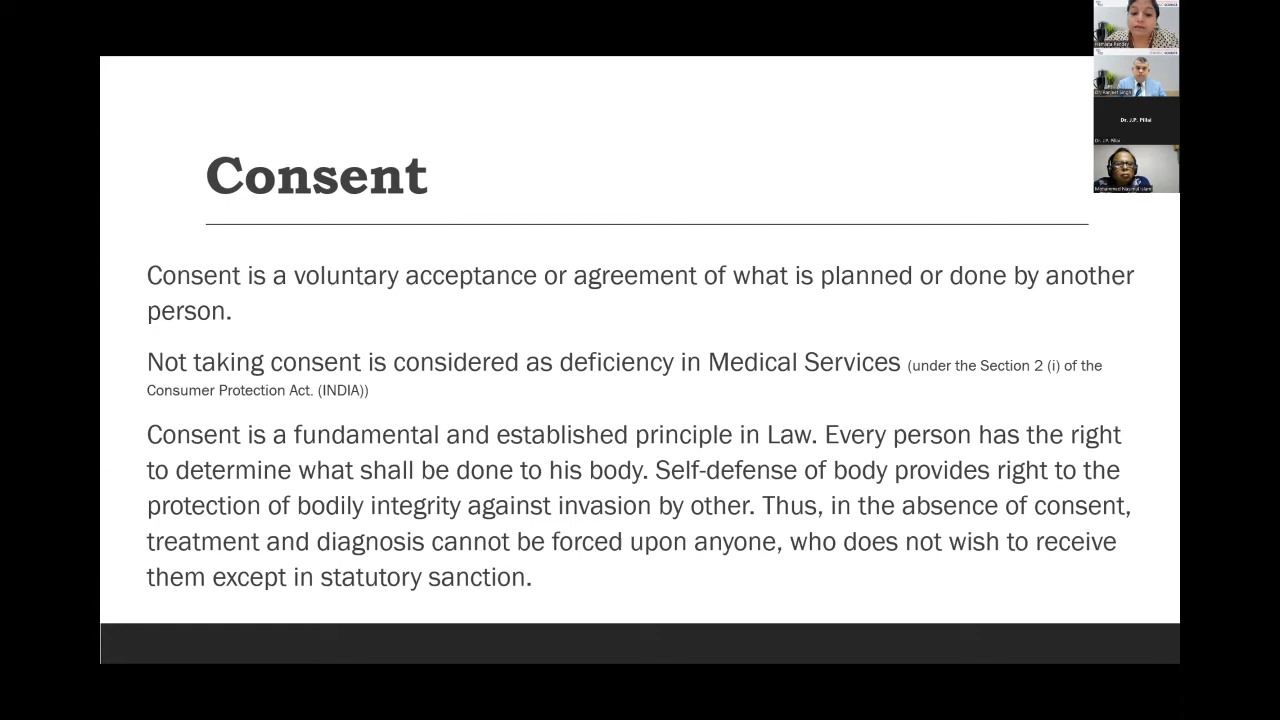 Consent
Consent is a voluntary acceptance or agreement of what is planned or done by another
person.
Not taking consent is considered as deficiency in Medical Services (under the Section 2 (i) of the
Consumer Protection Act. (INDIA))
Consent is a fundamental and established principle in Law. Every person has the right
to determine what shall be done to his body. Self-defense of body provides right to the
protection of bodily integrity against invasion by other. Thus, in the absence of consent,
treatment and diagnosis cannot be forced upon anyone, who does not wish to receive
them except in statutory sanction.
Dr. J.P. Pillai
Dr. J.P. Pillai